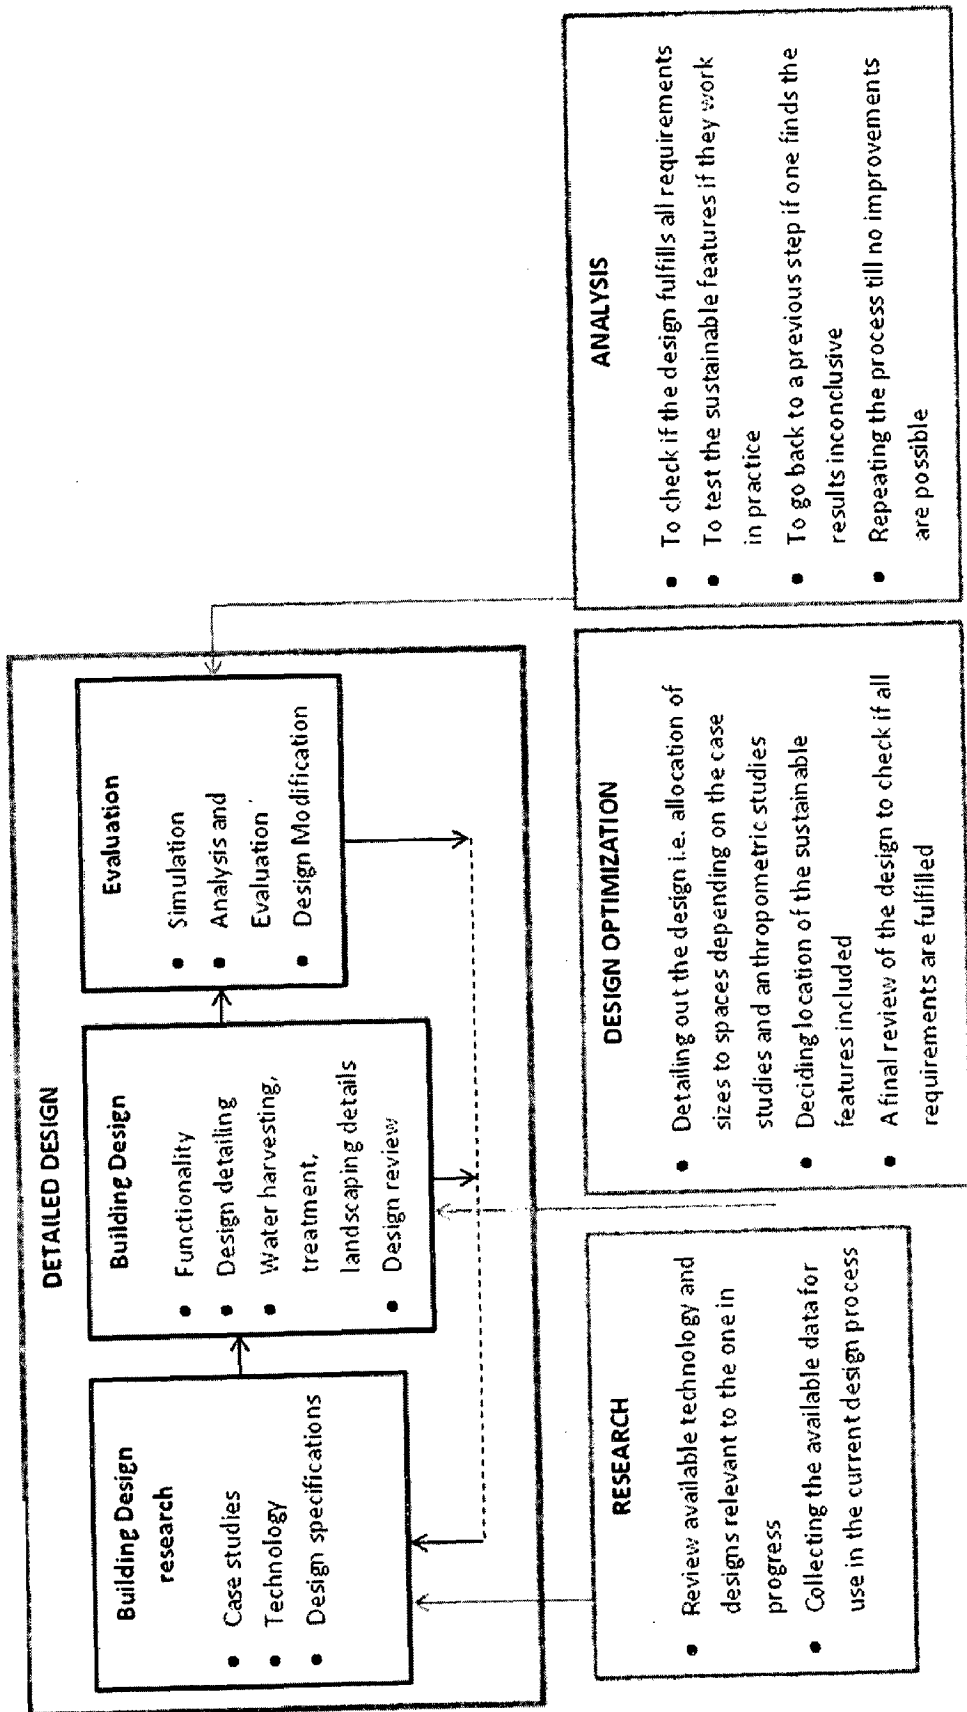 DETAILED DESIGN
Building Design
research
● Case studies
● Technology
● Design specifications
Building Design
● Functionality
● Design detailing
● Water harvesting,
treatment,
landscaping details
● Design review
Evaluation
● Simulation
● Analysis and
Evaluation
● Design Modification
RESEARCH
● Review available technology and
designs relevant to the one in
progress
● Collecting the available data for
use in the current design process
DESIGN OPTIMIZATION
● Detailing out the design i.e. allocation of
sizes to spaces depending on the case
studies and anthropometric studies
● Deciding location of the sustainable
features included
● A final review of the design to check if all
requirements are fulfilled
ANALYSIS
● To check if the design fulfills all requirements
● To test the sustainable features if they work
in practice
● To go back to a previous step if one finds the
results inconclusive
● Repeating the process till no improvements
are possible